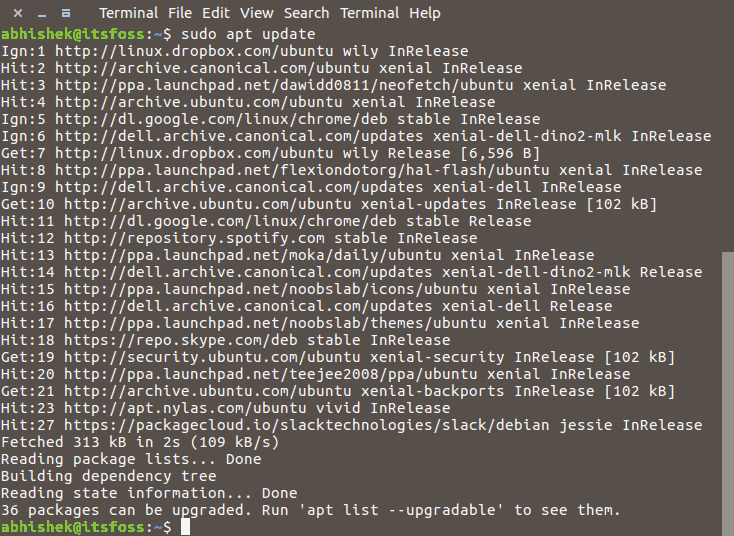 Terminal File Edit View Search Terminal Help
abhishek@itsfoss:~$ sudo apt update
Ign:1 http://linux.dropbox.com/ubuntu wily InRelease
Hit:2 http://archive.canonical.com/ubuntu xenial InRelease
Hit:3 http://ppa.launchpad.net/dawidd0811/neofetch/ubuntu xenial InRelease
Hit:4 http://archive.ubuntu.com/ubuntu xenial InRelease
Ign:5 http://dl.google.com/linux/chrome/deb stable InRelease
Ign:6 http://dell.archive.canonical.com/updates xenial-dell-dino2-mlk InRelease
Get:7 http://linux.dropbox.com/ubuntu wily Release [6,596 B]
Hit:8 http://ppa.launchpad.net/flexiondotorg/hal-flash/ubuntu xenial InRelease
Ign:9 http://dell.archive.canonical.com/updates xenial-dell InRelease
Get:10 http://archive.ubuntu.com/ubuntu xenial-updates InRelease [102 kB]
Hit:11 http://dl.google.com/linux/chrome/deb stable Release
Hit:12 http://repository.spotify.com stable InRelease
Hit:13 http://ppa.launchpad.net/moka/daily/ubuntu xenial InRelease
Hit:14 http://dell.archive.canonical.com/updates xenial-dell-dino2-mlk Release
Hit:15 http://ppa.launchpad.net/noobslab/icons/ubuntu xenial InRelease
Hit:16 http://dell.archive.canonical.com/updates xenial-dell Release
Hit:17 http://ppa.launchpad.net/noobslab/themes/ubuntu xenial InRelease
Hit:18 https://repo.skype.com/deb stable InRelease
Get:19 http://security.ubuntu.com/ubuntu xenial-security InRelease [102 kB]
Hit:20 http://ppa.launchpad.net/teejee2008/ppa/ubuntu xenial InRelease
Get:21 http://archive.ubuntu.com/ubuntu xenial-backports InRelease [102 kB]
Hit:23 http://apt.nylas.com/ubuntu vivid InRelease
Hit:27 https://packagecloud.io/slacktechnologies/slack/debian jessie InRelease
Fetched 313 kB in 2s (109 kB/s)
Reading package lists... Done
Building dependency tree
Reading state information... Done
36 packages can be upgraded. Run 'apt list --upgradable' to see them.
abhishek@itsfoss:~$